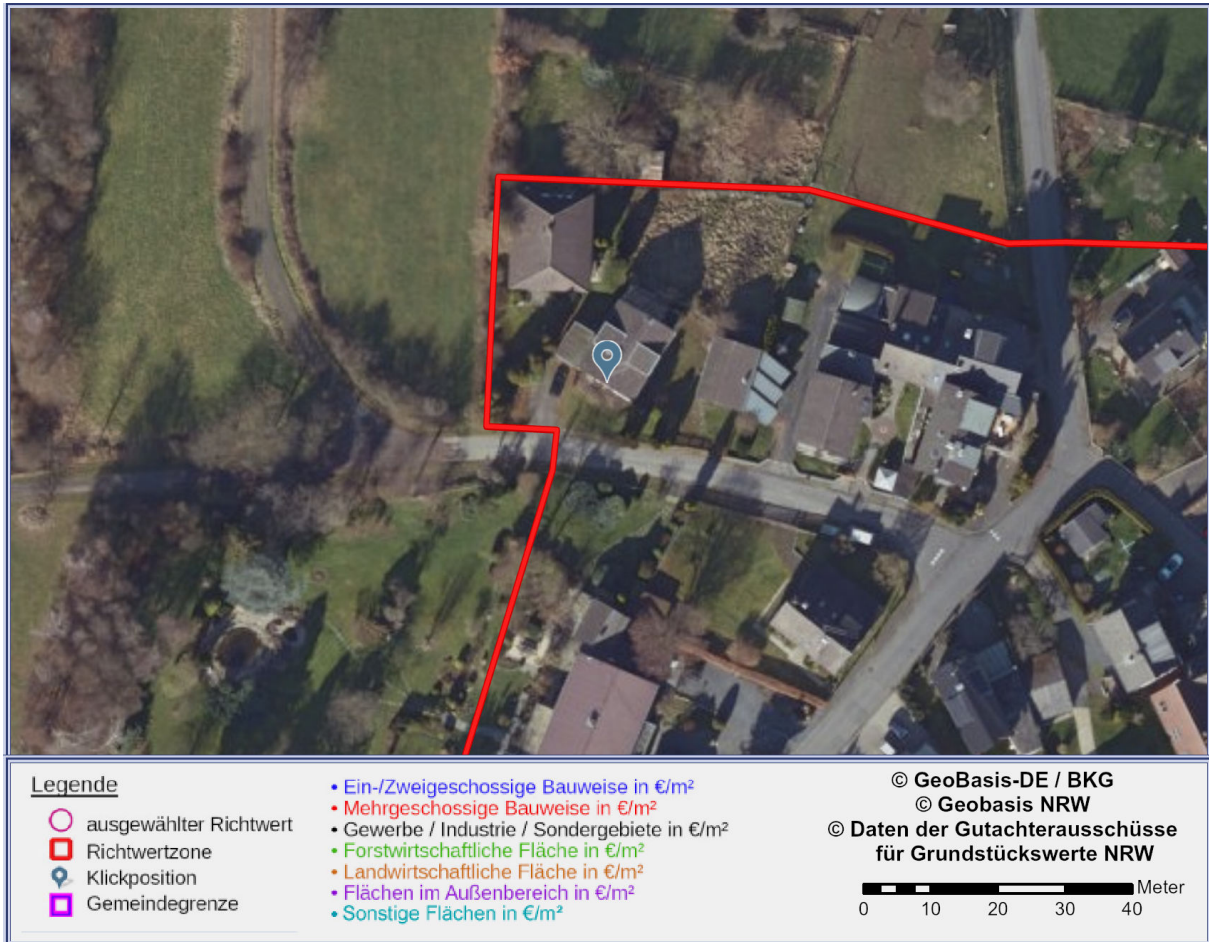 Legende
ausgewählter Richtwert
Richtwertzone
Klickposition
Gemeindegrenze
• Ein-/Zweigeschossige Bauweise in €/m²
• Mehrgeschossige Bauweise in €/m²
• Gewerbe / Industrie / Sondergebiete in €/m²
• Forstwirtschaftliche Fläche in €/m²
• Landwirtschaftliche Fläche in €/m²
• Flächen im Außenbereich in €/m²
• Sonstige Flächen in €/m²
© GeoBasis-DE / BKG
© Geobasis NRW
© Daten der Gutachterausschüsse
für Grundstückswerte NRW
Meter
0 10 20 30 40